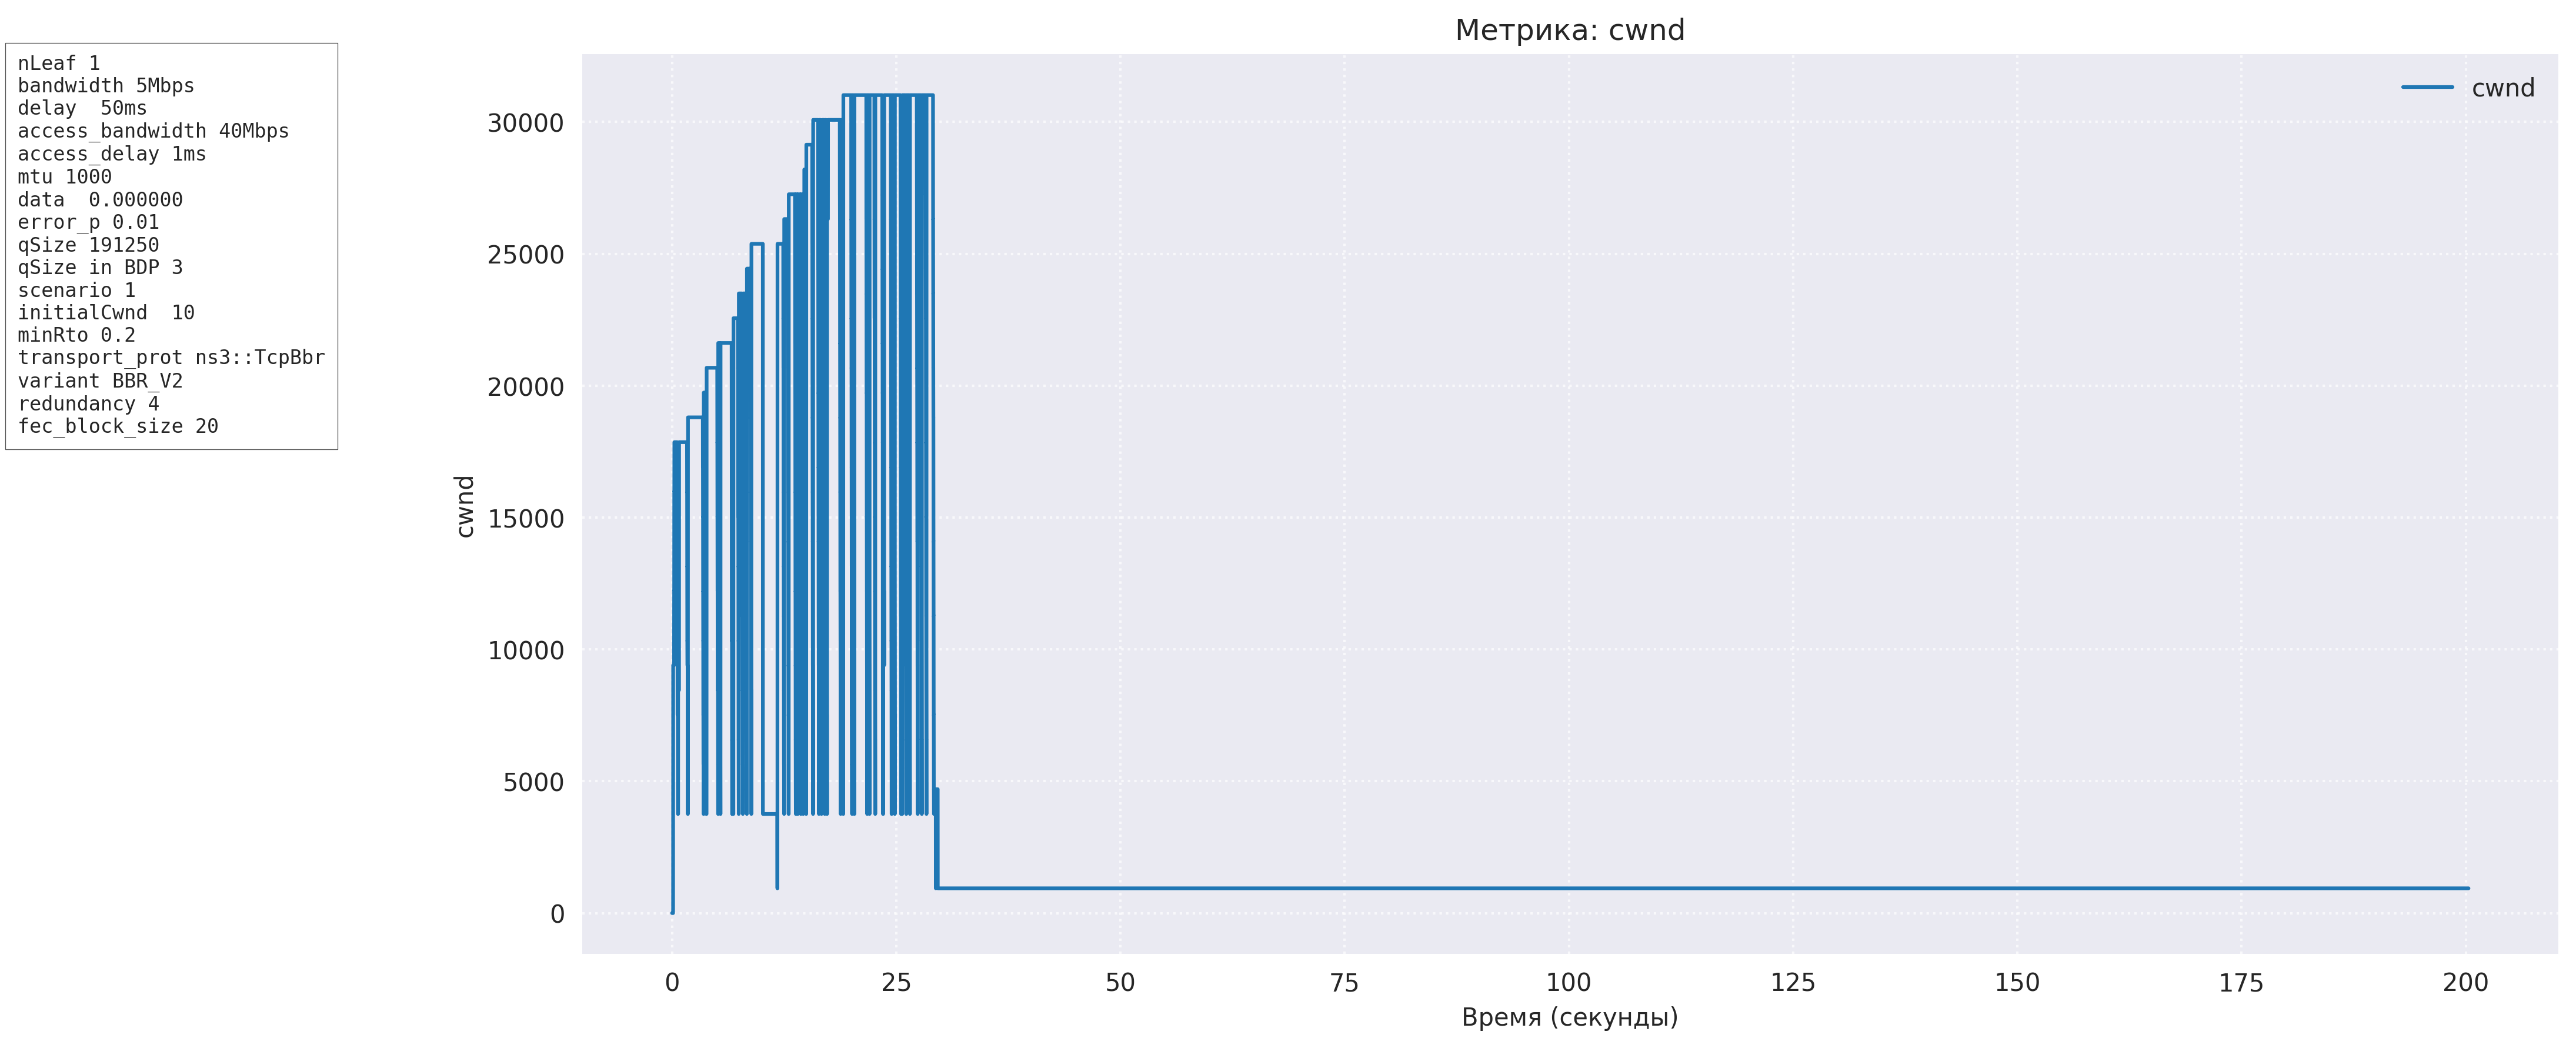 Метрика: cwnd
nLeaf 1
bandwidth 5Mbps
delay  50ms
access_bandwidth 40Mbps
access_delay 1ms
mtu 1000
data  0.000000
error_p 0.01
qSize 191250
qSize in BDP 3
scenario 1
initialCwnd  10
minRto 0.2
transport_prot ns3::TcpBbr
variant BBR_V2
redundancy 4
fec_block_size 20
cwnd
cwnd
30000
25000
20000
15000
10000
5000
0
0 25 50 75 100 125 150 175 200
Время (секунды)